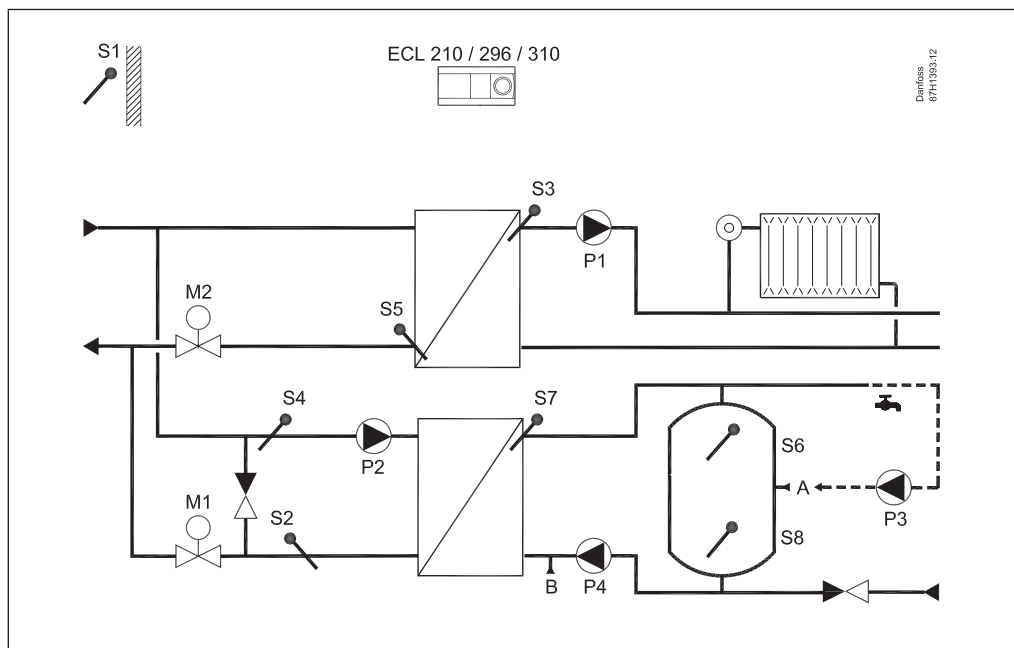 S1
ECL 210 / 296 / 310
Danfoss
87H1393.12
S3
P1
M2
S5
S4
P2
S7
S6
A
P3
M1
S2
S8
B
P4